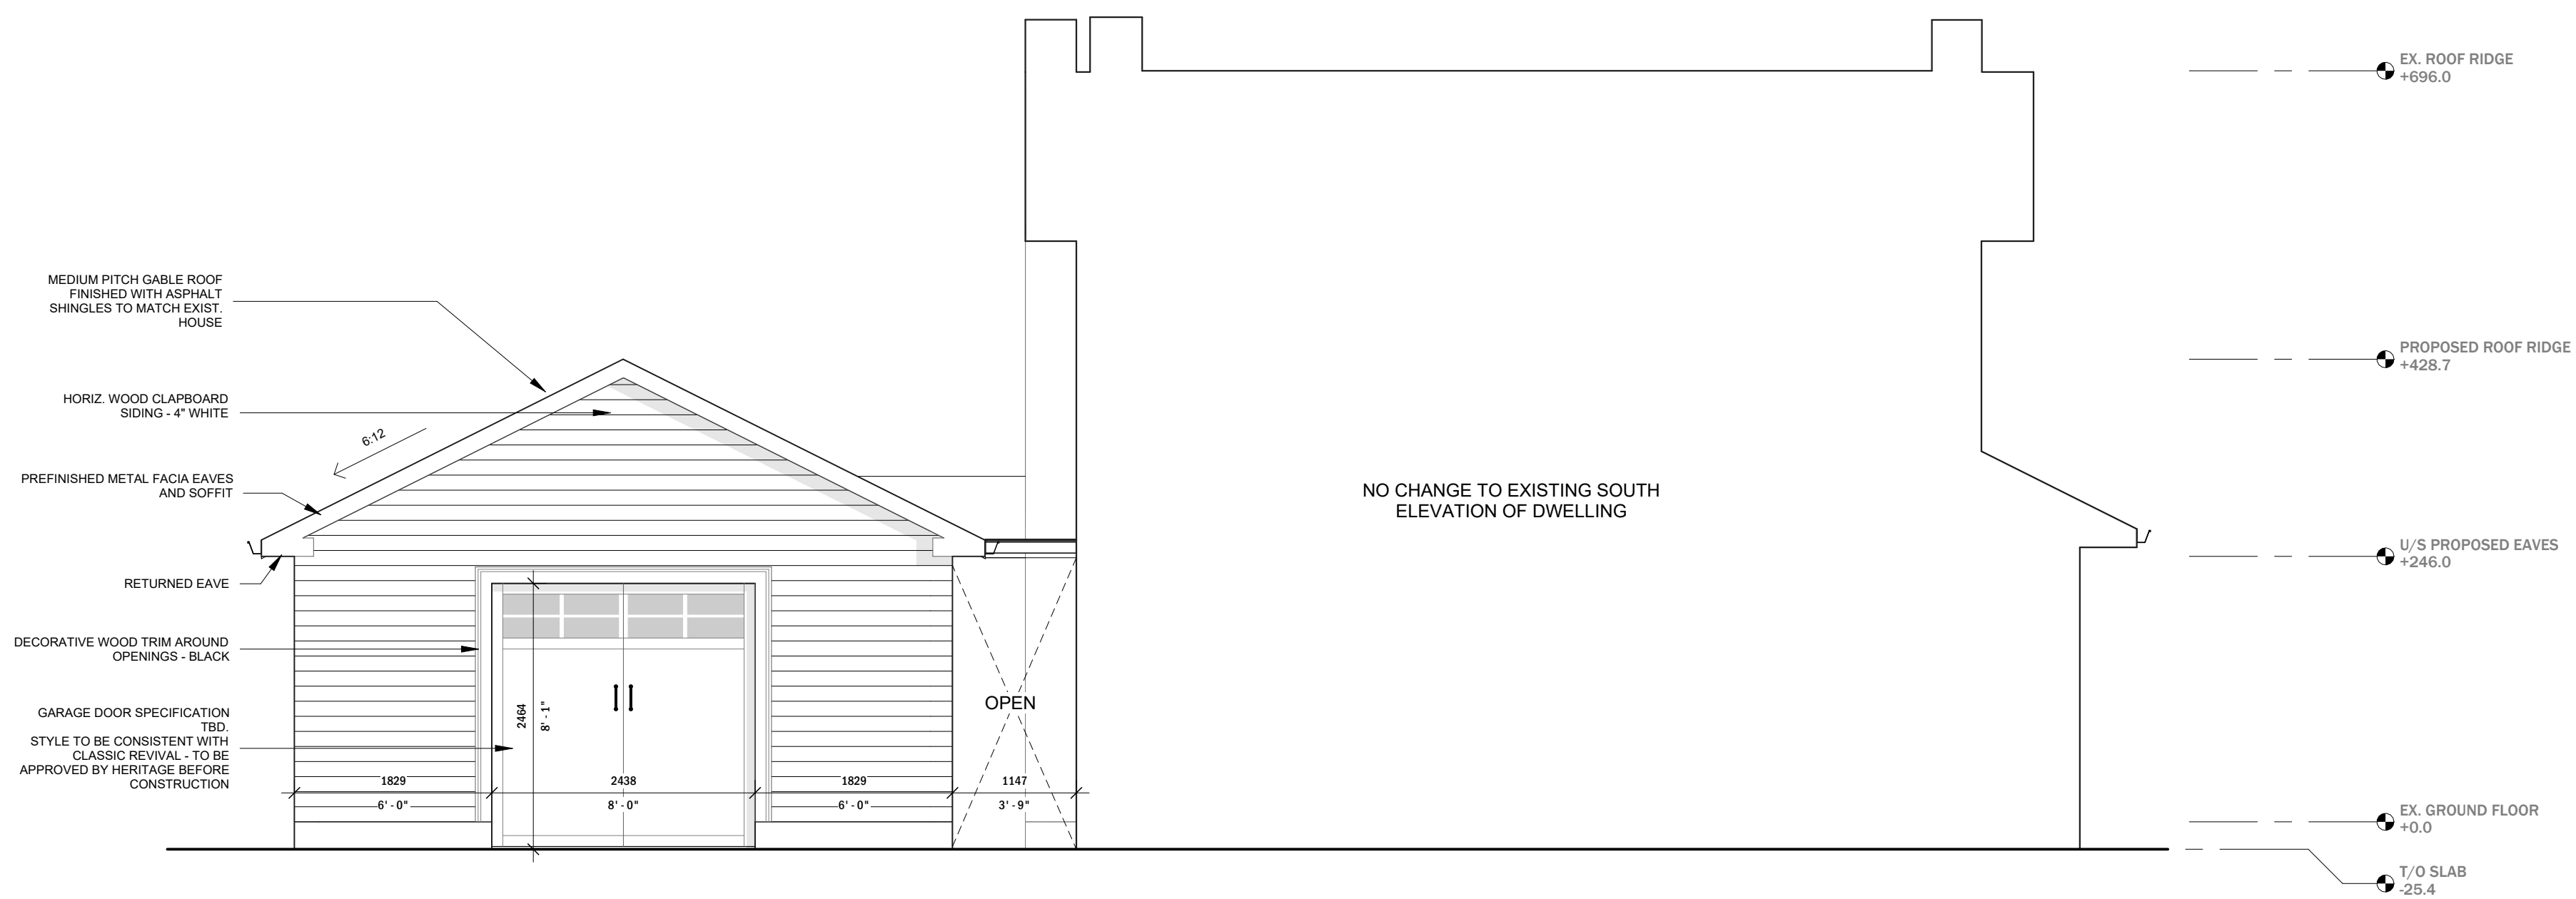 EX. ROOF RIDGE
+696.0
MEDIUM PITCH GABLE ROOF
FINISHED WITH ASPHALT
SHINGLES TO MATCH EXIST.
HOUSE
PROPOSED ROOF RIDGE
+428.7
HORIZ. WOOD CLAPBOARD
SIDING - 4" WHITE
6:12
PREFINISHED METAL FACIA EAVES
AND SOFFIT
NO CHANGE TO EXISTING SOUTH
ELEVATION OF DWELLING
U/S PROPOSED EAVES
+246.0
RETURNED EAVE
DECORATIVE WOOD TRIM AROUND
OPENINGS - BLACK
OPEN
GARAGE DOOR SPECIFICATION
TBD.
STYLE TO BE CONSISTENT WITH
CLASSIC REVIVAL - TO BE
APPROVED BY HERITAGE BEFORE
CONSTRUCTION
2464
8' - 1"
1829
6' - 0"
2438
8' - 0"
1829
6' - 0"
1147
3' - 9"
EX. GROUND FLOOR
+0.0
T/O SLAB
-25.4